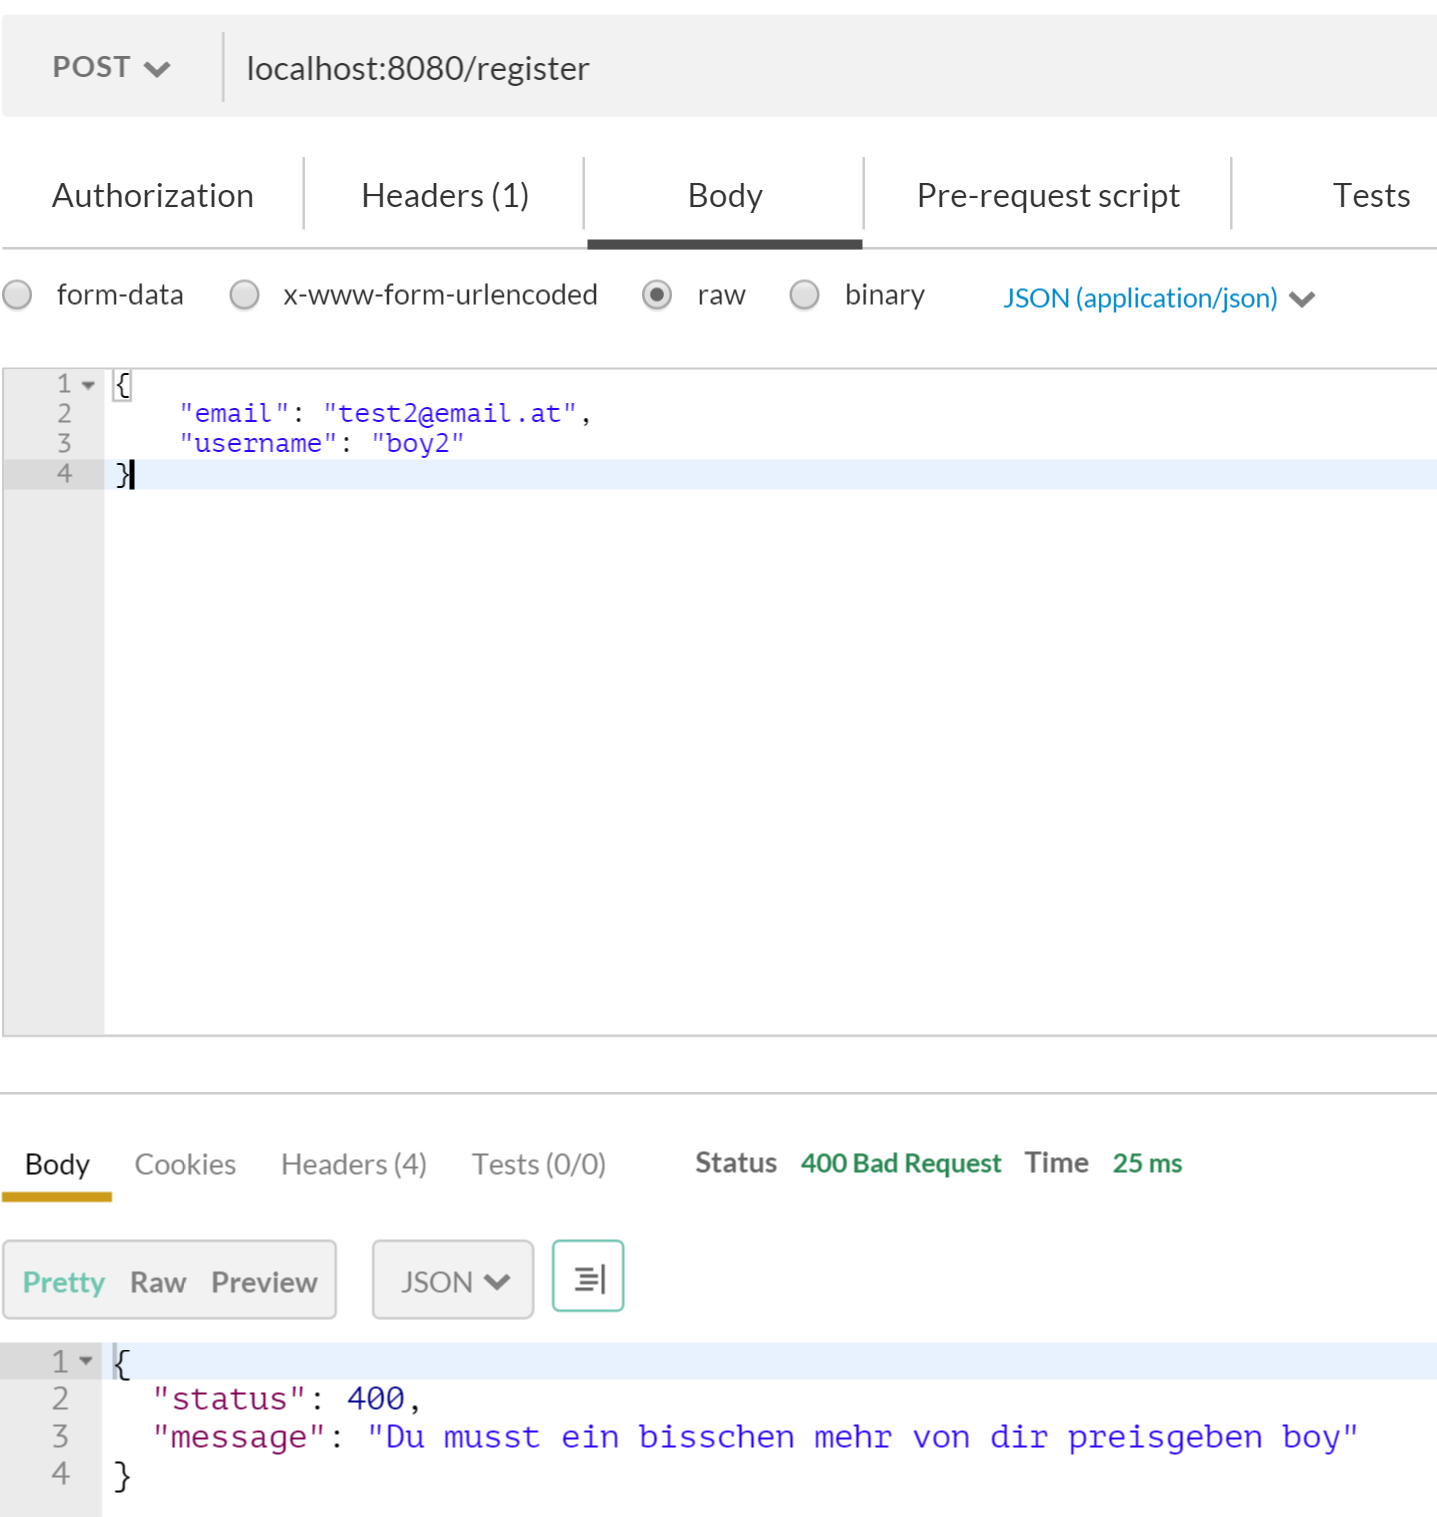 POST localhost:8080/register
Authorization Headers (1) Body Pre-request script Tests
form-data x-www-form-urlencoded raw binary JSON (application/json)
1 {
2 "email": "test2@email.at",
3 "username": "boy2"
4 }
Body Cookies Headers (4) Tests (0/0) Status 400 Bad Request Time 25 ms
Pretty Raw Preview JSON
1 {
2 "status": 400,
3 "message": "Du musst ein bisschen mehr von dir preisgeben boy"
4 }